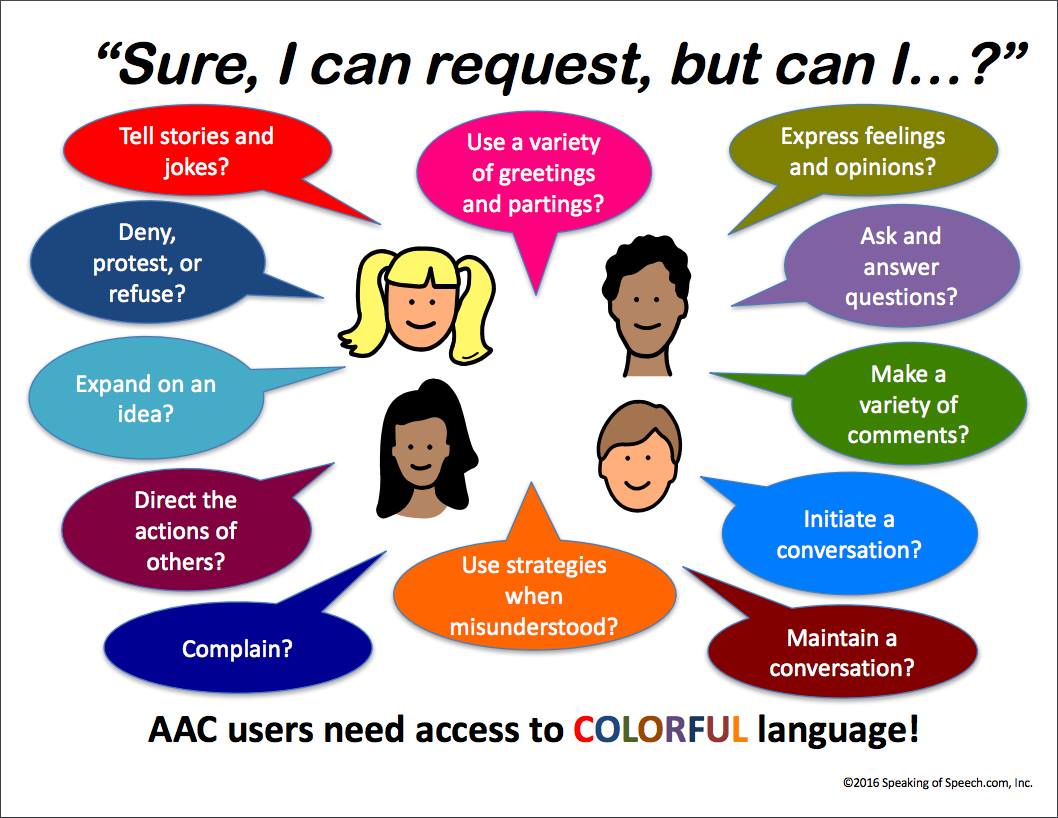 “Sure, I can request, but can I...?”
Tell stories and
jokes?
Use a variety
of greetings
and partings?
Express feelings
and opinions?
Deny,
protest, or
refuse?
Ask and
answer
questions?
Expand on an
idea?
Make a
variety of
comments?
Direct the
actions of
others?
Initiate a
conversation?
Use strategies
when
misunderstood?
Complain?
Maintain a
conversation?
AAC users need access to COLORFUL language!
©2016 Speaking of Speech.com, Inc.